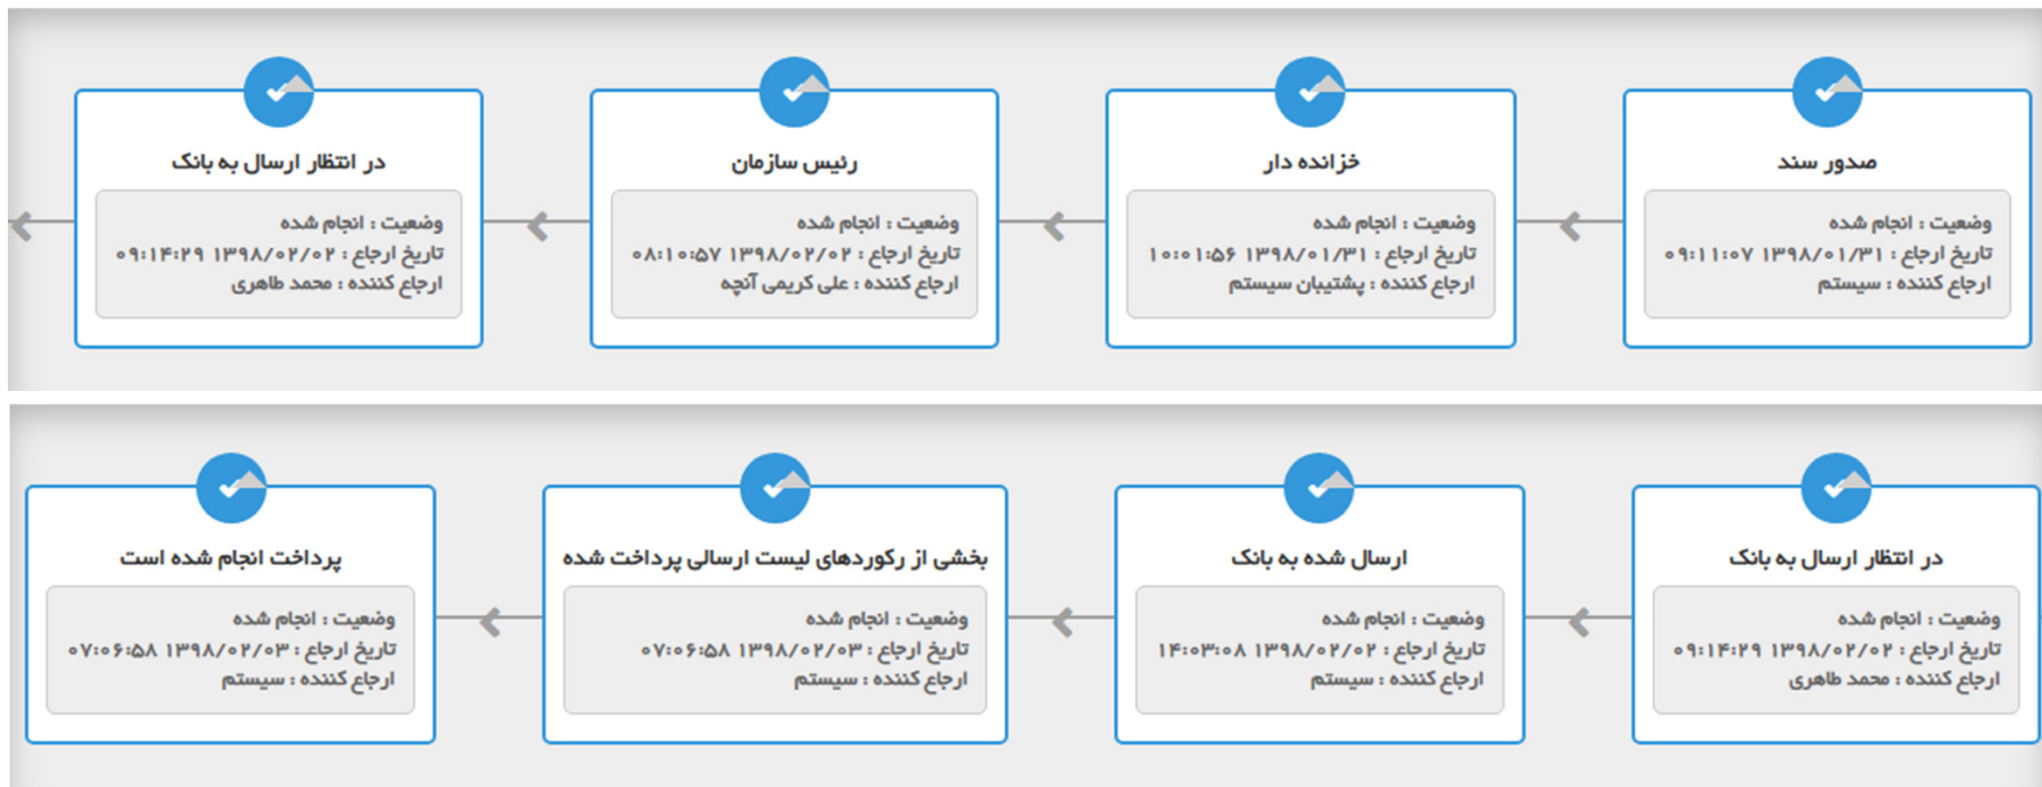 صدور سند
وضعیت : انجام شده
تاریخ ارجاع : ۱۳۹۸/۰۱/۳۱ ۰۹:۱۱:۰۷
ارجاع کننده : سیستم
خزانده دار
وضعیت : انجام شده
تاریخ ارجاع : ۱۳۹۸/۰۱/۳۱ ۱۰:۰۱:۵۶
ارجاع کننده : پشتیبان سیستم
رئیس سازمان
وضعیت : انجام شده
تاریخ ارجاع : ۱۳۹۸/۰۲/۰۲ ۰۸:۱۰:۵۷
ارجاع کننده : علی کریمی آنچه
در انتظار ارسال به بانک
وضعیت : انجام شده
تاریخ ارجاع : ۱۳۹۸/۰۲/۰۲ ۰۹:۱۴:۲۹
ارجاع کننده : محمد طاهری
در انتظار ارسال به بانک
وضعیت : انجام شده
تاریخ ارجاع : ۱۳۹۸/۰۲/۰۲ ۰۹:۱۴:۲۹
ارجاع کننده : محمد طاهری
ارسال شده به بانک
وضعیت : انجام شده
تاریخ ارجاع : ۱۳۹۸/۰۲/۰۲ ۱۴:۰۳:۰۸
ارجاع کننده : سیستم
بخشی از رکوردهای لیست ارسالی پرداخت شده
وضعیت : انجام شده
تاریخ ارجاع : ۱۳۹۸/۰۲/۰۳ ۰۷:۰۶:۵۸
ارجاع کننده : سیستم
پرداخت انجام شده است
وضعیت : انجام شده
تاریخ ارجاع : ۱۳۹۸/۰۲/۰۳ ۰۷:۰۶:۵۸
ارجاع کننده : سیستم